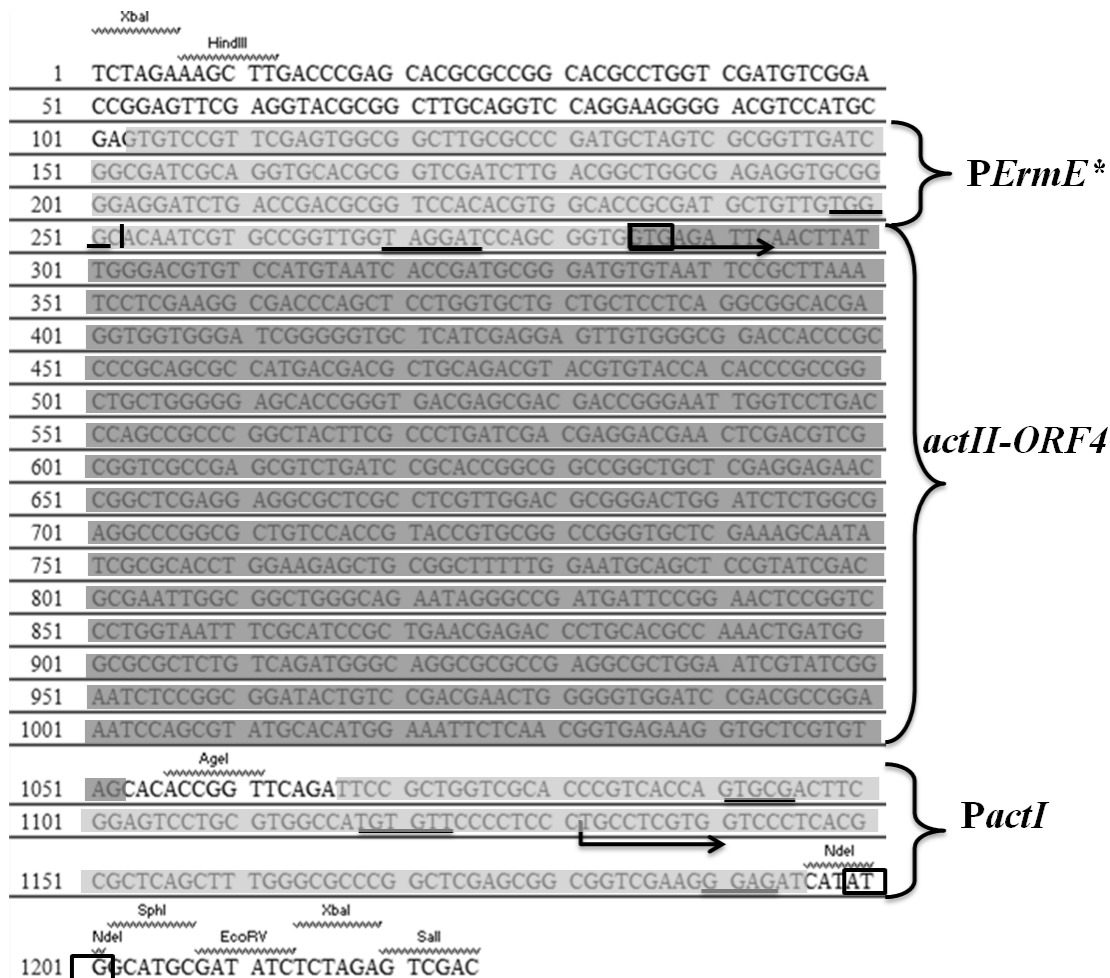 XbaI
HindIII
1 TCTAGAAAGC TTGACCCGAG CACGCGCCGG CACGCCTGGT CGATGTCGGA
51 CCGGAGTTCG AGGTACGCGG CTTGCAGGTC CAGGAAGGGG ACGTCCATGC
101 GAGTGTCCGT TCGAGTGGCG GCTTGCGCCC GATGCTAGTC GCGGTTGATC
151 GGCGATCGCA GGTGCACGCG GTCGATCTTG ACGGCTGGCG AGAGGTGCGG
PErmE*
201 GGAGGATCTG ACCGACGCGG TCCACACGTG GCACCGCGAT GCTGTTGTGG
251 GCACAATCGT GCCGGTTGGT AGGATCCAGC GGTGGTGAGA TTCAACTTAT
301 TGGGACGTGT CCATGTAATC ACCGATGCGG GATGTGTAAT TCCGCTTAAA
351 TCCTCGAAGG CGACCCAGCT CCTGGTGCTG CTGCTCCTCA GGCGGCACGA
401 GGTGGTGGGA TCGGGGGTGC TCATCGAGGA GTTGTGGGCG GACCACCCGC
451 CCCGCAGCGC CATGACGACG CTGCAGACGT ACGTGTACCA CACCCGCCGG
501 CTGCTGGGGG AGCACCGGGT GACGAGCGAC GACCGGGAAT TGGTCCTGAC
551 CCAGCCGCCC GGCTACTTCG CCCTGATCGA CGAGGACGAA CTCGACGTCG
actII-ORF4
601 CGGTCGCCGA GCGTCTGATC CGCACCGGCG GCCGGCTGCT CGAGGAGAAC
651 CGGCTCGAGG AGGCGCTCGC CTCGTTGGAC GCGGGACTGG ATCTCTGGCG
701 AGGCCCGGCG CTGTCCACCG TACCGTGCGG CCGGGTGCTC GAAAGCAATA
751 TCGCGCACCT GGAAGAGCTG CGGCTTTTTG GAATGCAGCT CCGTATCGAC
801 GCGAATTGGC GGCTGGGCAG AATAGGGCCG ATGATTCCGG AACTCCGGTC
851 CCTGGTAATT TCGCATCCGC TGAACGAGAC CCTGCACGCC AAACTGATGG
901 GCGCGCTCTG TCAGATGGGC AGGCGCGCCG AGGCGCTGGA ATCGTATCGG
951 AATCTCCGGC GGATACTGTC CGACGAACTG GGGGTGGATC CGACGCCGGA
1001 AATCCAGCGT ATGCACATGG AAATTCTCAA CGGTGAGAAG GTGCTCGTGT
AgeI
1051 AGCACACCGG TTCAGATTCC GCTGGTCGCA CCCGTCACCA GTGCGACTTC
1101 GGAGTCCTGC GTGGCCATGT GTTCCCCTCC CTGCCTCGTG GTCCCTCACG
PactI
NdeI
1151 CGCTCAGCTT TGGGCGCCCG GCTCGAGCGG CGGTCGAAGG GAGATCATAT
SphI XbaI
NdeI EcoRV SalI
1201 GGCATGCGAT ATCTCTAGAG TCGAC